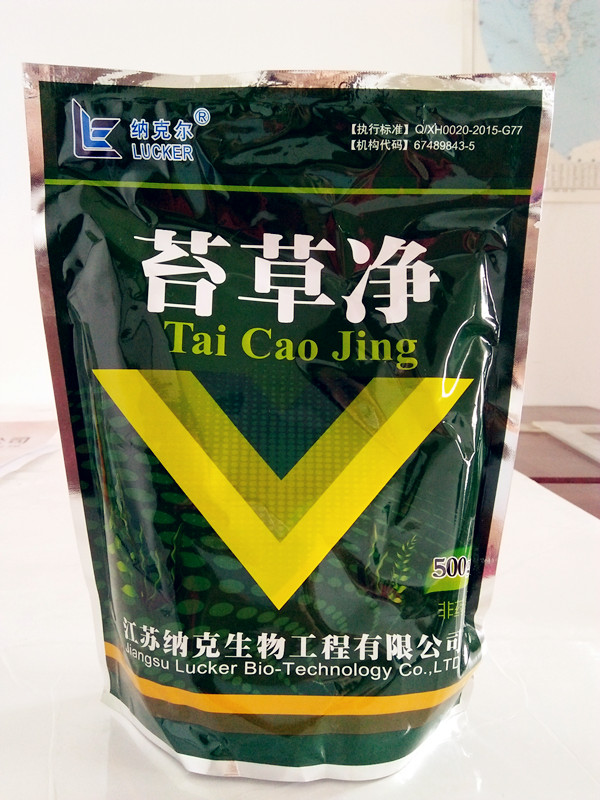 纳克尔®
LUCKER
【执行标准】Q/XH0020-2015-G77
【机构代码】67489843-5
苔草净
Tai Cao Jing
500
非
江苏纳克生物工程有限公司
Jiangsu Lucker Bio-Technology Co.,LTD